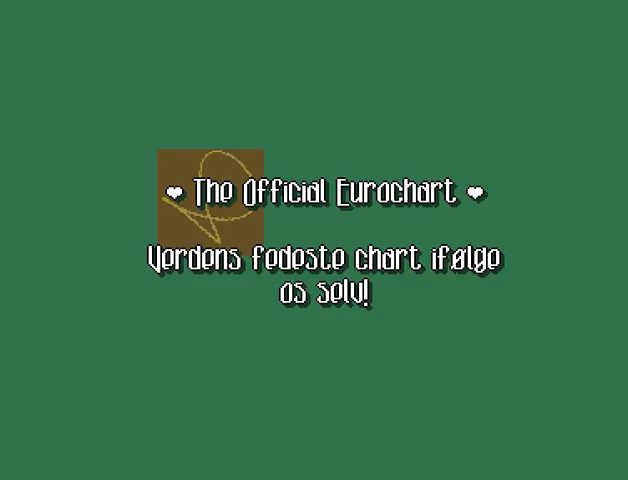 ♥ The Official Eurochart ♥
Verdens fedeste chart ifølge
os selv!